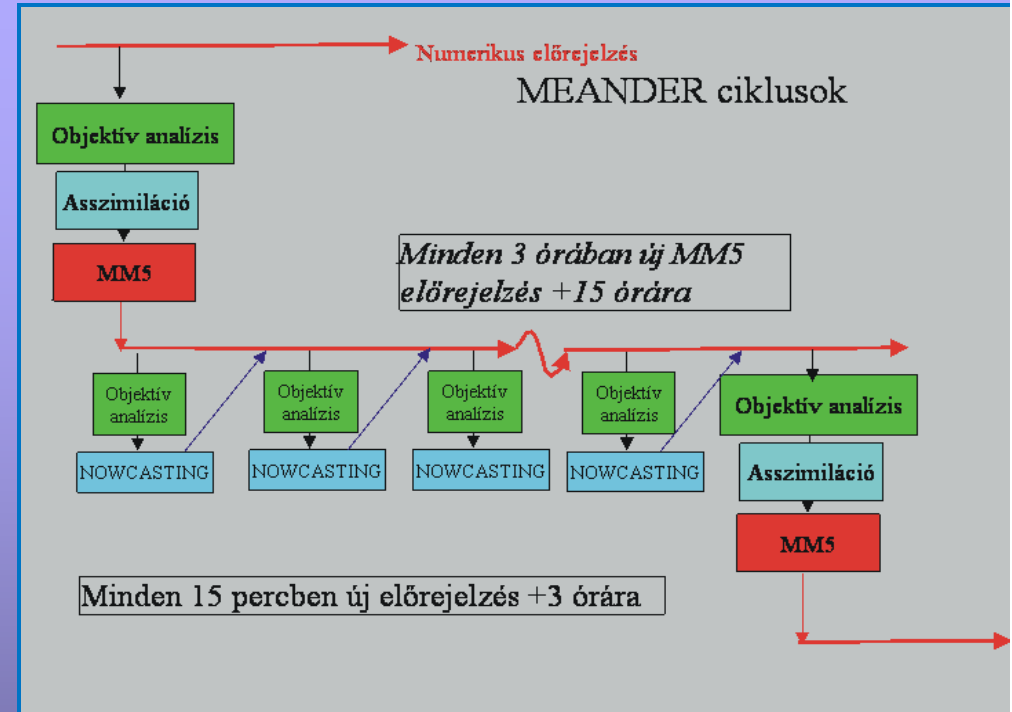 Numerikus előrejelzés
MEANDER ciklusok
Objektív analízis
Asszimiláció
MM5
Minden 3 órában új MM5
előrejelzés +15 órára
Objektív
analízis
NOWCASTING
Objektív
analízis
NOWCASTING
Objektív
analízis
NOWCASTING
Objektív
analízis
NOWCASTING
Objektív analízis
Asszimiláció
MM5
Minden 15 percben új előrejelzés +3 órára